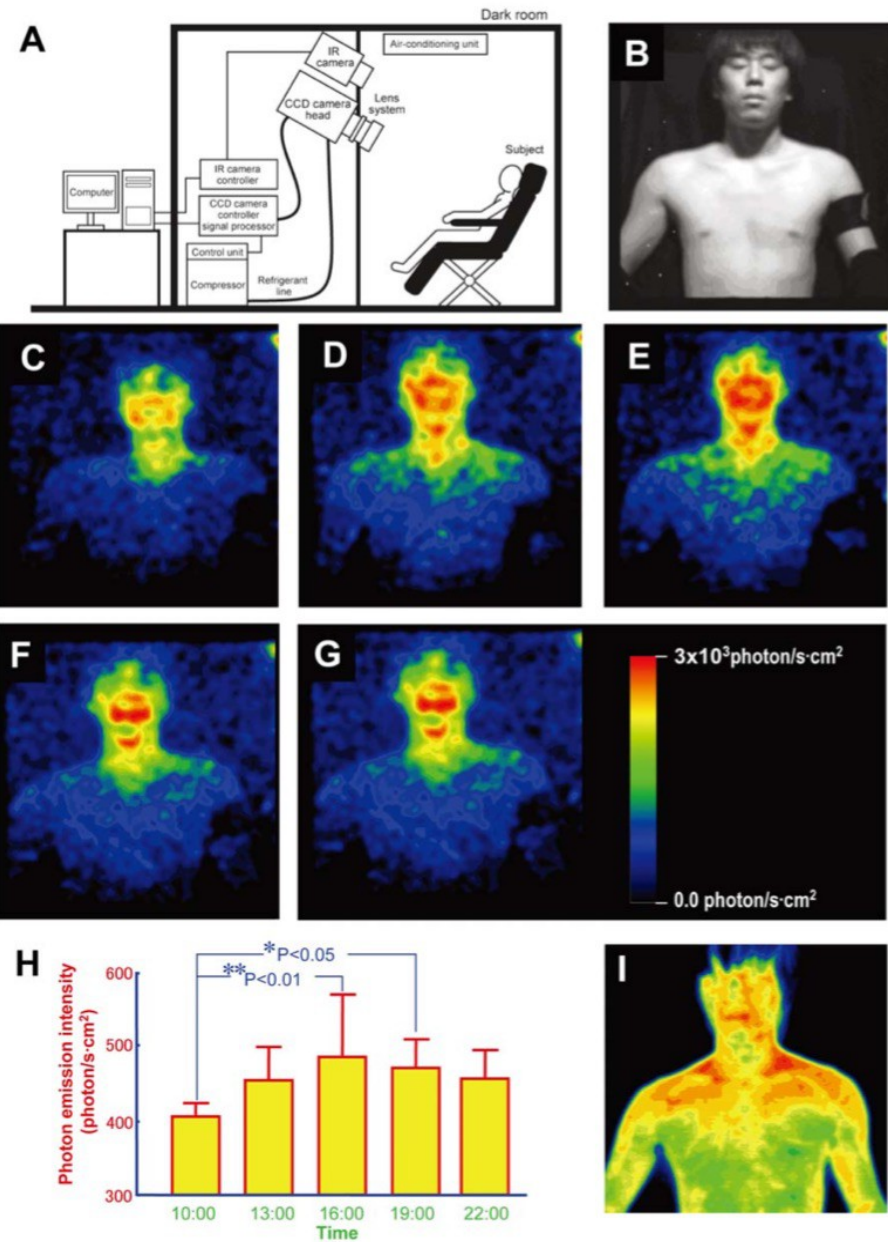 A
Dark room
IR
camera
Air-conditioning unit
CCD camera
head
Lens
system
Subject
Computer
IR camera
controller
CCD camera
controller
signal processor
Control unit
Compressor
Refrigerant
line
B
C
D
E
F
G
3x10³photon/s·cm²
0.0 photon/s·cm²
H
Photon emission intensity
(photon/s·cm²)
600
500
400
300
*P<0.05
**P<0.01
10:00
13:00
16:00
19:00
22:00
Time
I